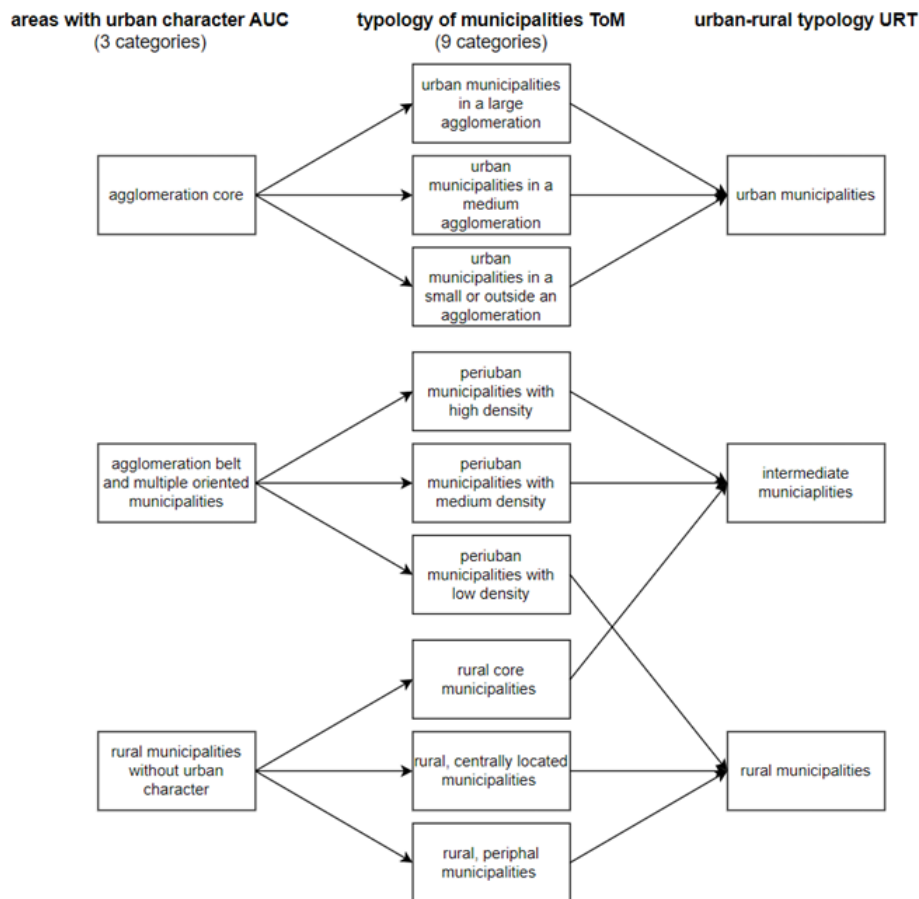 areas with urban character AUC
(3 categories)
typology of municipalities ToM
(9 categories)
urban-rural typology URT
agglomeration core
urban municipalities
in a large
agglomeration
urban
municipalities in a
medium
agglomeration
urban
municipalities in a
small or outside an
agglomeration
urban municipalities
agglomeration belt
and multiple oriented
municipalities
periuban
municipalities with
high density
periuban
municipalities with
medium density
periuban
municipalities with
low density
intermediate
municiaplities
rural municipalities
without urban
character
rural core
municipalities
rural, centrally located
municipalities
rural, periphal
municipalities
rural municipalities